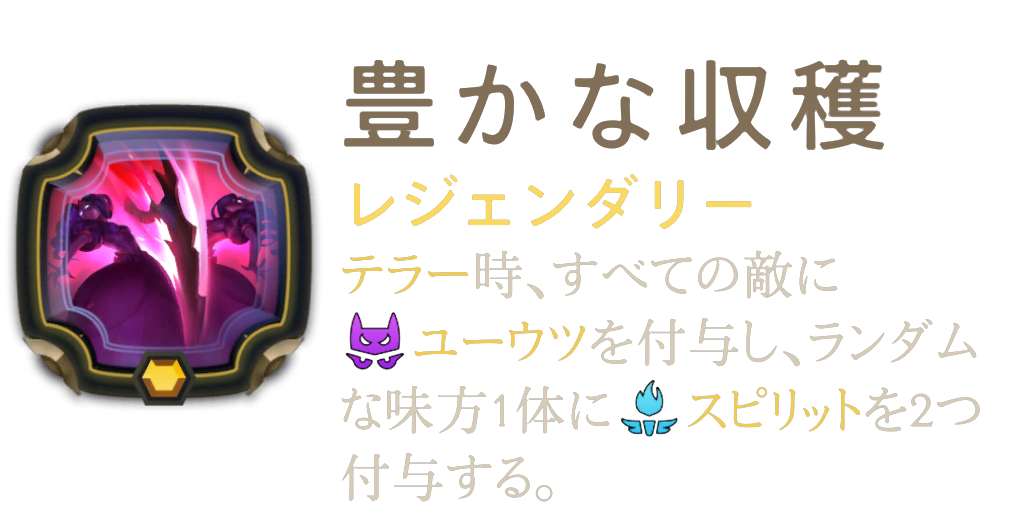 豊かな収穫
レジェンダリー
テラー時、すべての敵に
ユーウツを付与し、ランダム
な味方1体にスピリットを2つ
付与する。